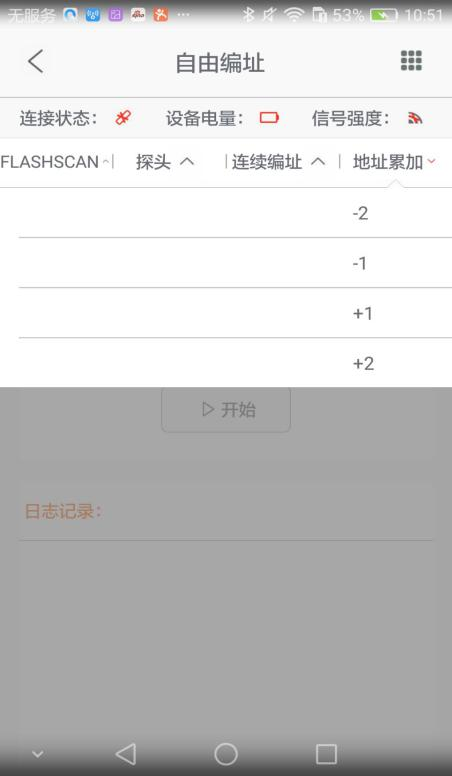 无服务 53% 10:51
自由编址
连接状态： 设备电量： 信号强度：
FLASHSCAN 探头 连续编址 地址累加
-2
-1
+1
+2
开始
日志记录：